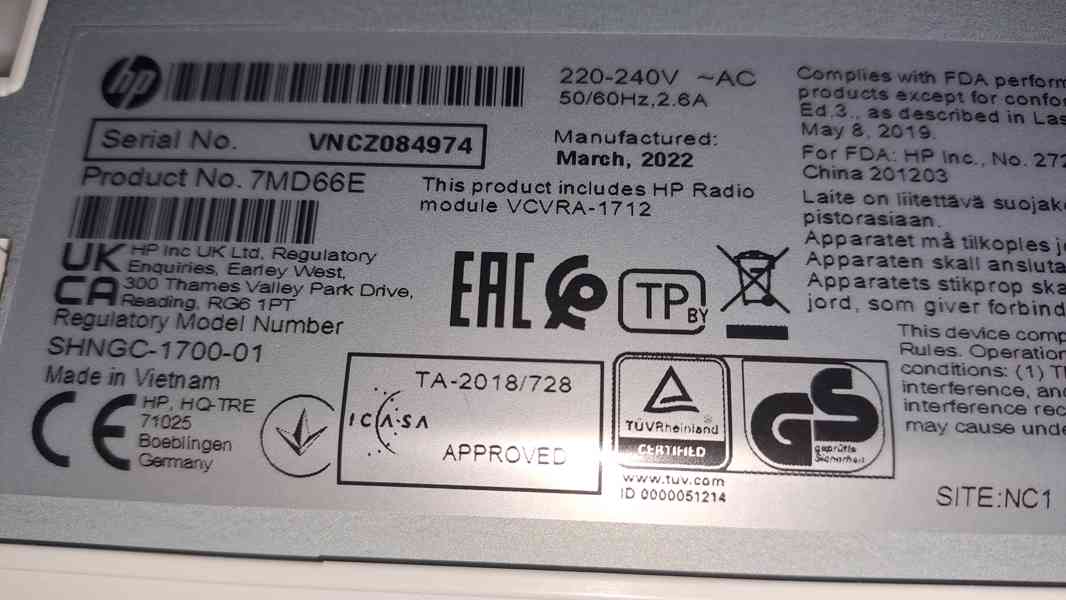 hp
220-240V ~AC
50/60Hz,2.6A
Serial No. VNCZ084974
Manufactured:
March, 2022
Product No. 7MD66E
This product includes HP Radio
module VCVRA-1712
UK
CA
HP Inc UK Ltd, Regulatory
Enquiries, Earley West,
300 Thames Valley Park Drive,
Reading, RG6 1PT
EAC
TP BY
Regulatory Model Number
SHNGC-1700-01
Made in Vietnam
CE
HP, HQ-TRE
71025
Boeblingen
Germany
TA-2018/728
ICASA
APPROVED
TÜVRheinland
CERTIFIED
www.tuv.com
ID 0000051214
GS
geprüfte
Sicherheit
Complies with FDA perform
products except for confo
Ed.3., as described in Las
May 8, 2019.
For FDA: HP Inc., No. 272
China 201203
Laite on liitettävä suojak
pistorasiaan.
Apparatet må tilkoples j
Apparaten skall ansluta
Apparatets stikprop ska
jord, som giver forbind
This device comp
Rules. Operation
conditions: (1) T
interference, and
interference rec
may cause unde
SITE:NC1